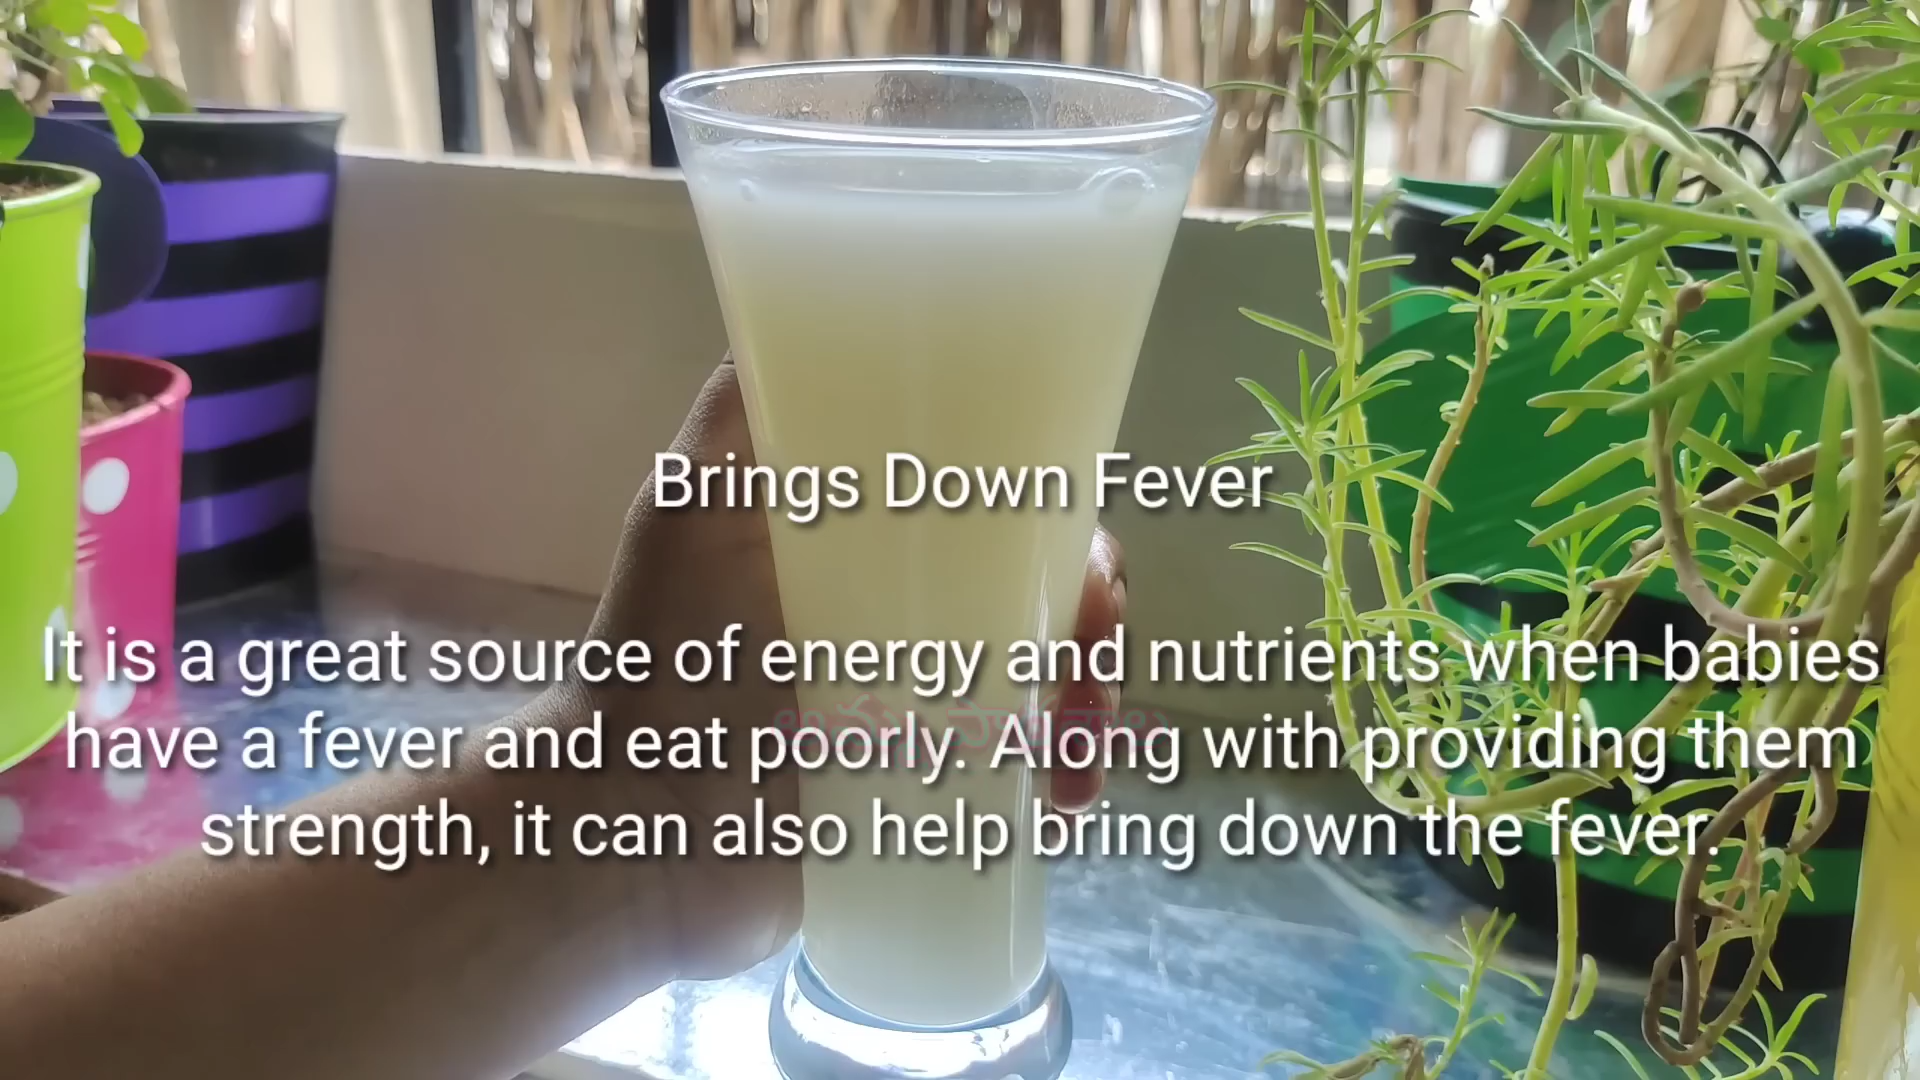 Brings Down Fever
It is a great source of energy and nutrients when babies
have a fever and eat poorly. Along with providing them
strength, it can also help bring down the fever.